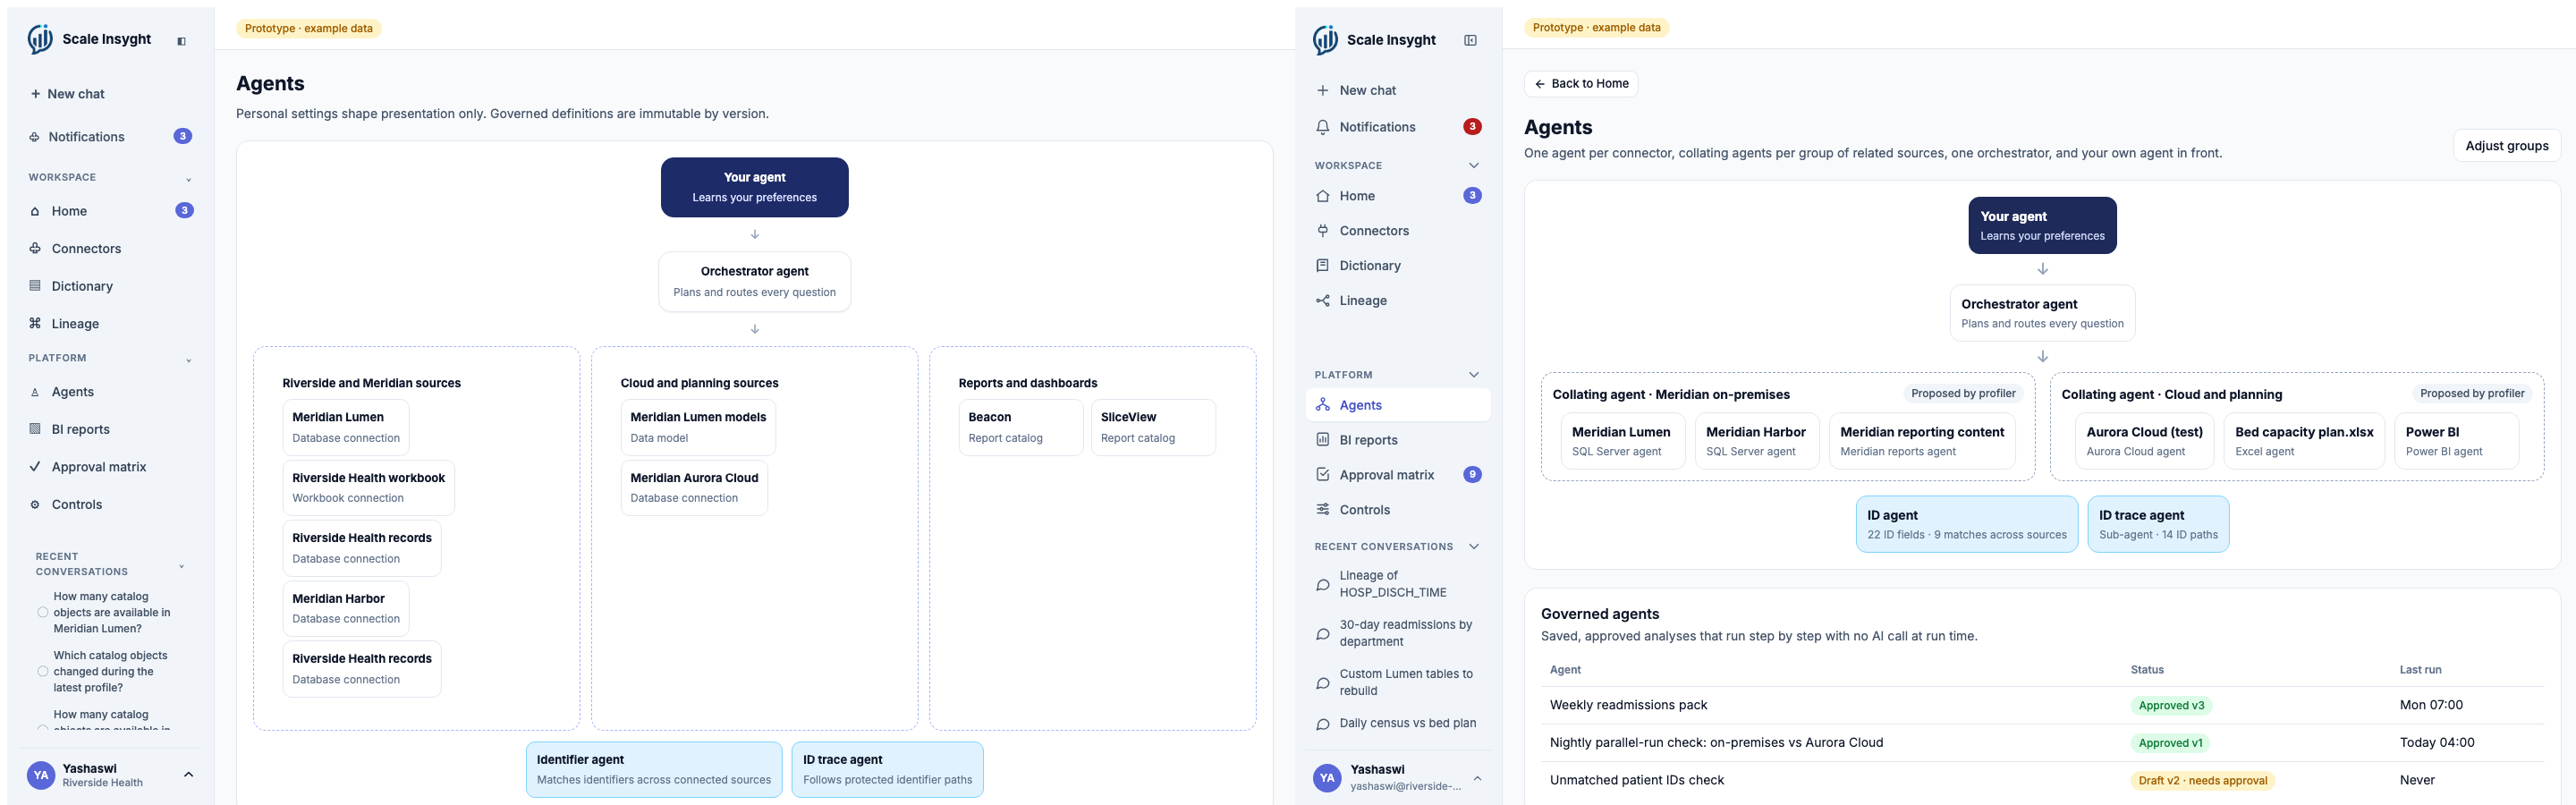 Scale Insyght
New chat
Notifications 3
WORKSPACE
Home 3
Connectors
Dictionary
Lineage
PLATFORM
Agents
BI reports
Approval matrix
Controls
RECENT
CONVERSATIONS
How many catalog
objects are available in
Meridian Lumen?
Which catalog objects
changed during the
latest profile?
How many catalog
objects are available in
YA
Yashaswi
Riverside Health
Prototype · example data
Agents
Personal settings shape presentation only. Governed definitions are immutable by version.
Your agent
Learns your preferences
Orchestrator agent
Plans and routes every question
Riverside and Meridian sources
Meridian Lumen
Database connection
Riverside Health workbook
Workbook connection
Riverside Health records
Database connection
Meridian Harbor
Database connection
Riverside Health records
Database connection
Cloud and planning sources
Meridian Lumen models
Data model
Meridian Aurora Cloud
Database connection
Reports and dashboards
Beacon
Report catalog
SliceView
Report catalog
Identifier agent
Matches identifiers across connected sources
ID trace agent
Follows protected identifier paths
Scale Insyght
New chat
Notifications 3
WORKSPACE
Home 3
Connectors
Dictionary
Lineage
PLATFORM
Agents
BI reports
Approval matrix 9
Controls
RECENT CONVERSATIONS
Lineage of
HOSP_DISCH_TIME
30-day readmissions by
department
Custom Lumen tables to
rebuild
Daily census vs bed plan
YA
Yashaswi
yashaswi@riverside-...
Prototype · example data
Back to Home
Agents
One agent per connector, collating agents per group of related sources, one orchestrator, and your own agent in front.
Adjust groups
Your agent
Learns your preferences
Orchestrator agent
Plans and routes every question
Collating agent · Meridian on-premises
Proposed by profiler
Meridian Lumen
SQL Server agent
Meridian Harbor
SQL Server agent
Meridian reporting content
Meridian reports agent
Collating agent · Cloud and planning
Proposed by profiler
Aurora Cloud (test)
Aurora Cloud agent
Bed capacity plan.xlsx
Excel agent
Power BI
Power BI agent
ID agent
22 ID fields · 9 matches across sources
ID trace agent
Sub-agent · 14 ID paths
Governed agents
Saved, approved analyses that run step by step with no AI call at run time.
Agent Status Last run
Weekly readmissions pack Approved v3 Mon 07:00
Nightly parallel-run check: on-premises vs Aurora Cloud Approved v1 Today 04:00
Unmatched patient IDs check Draft v2 · needs approval Never